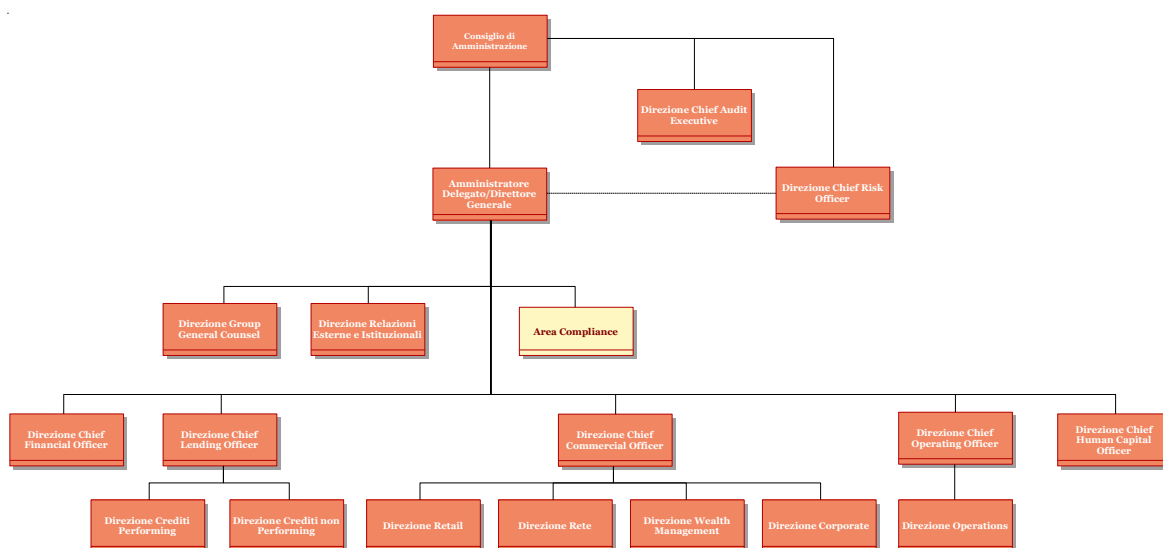 Consiglio di
Amministrazione
Direzione Chief Audit
Executive
Amministratore
Delegato/Direttore
Generale
Direzione Chief Risk
Officer
Direzione Group
General Counsel
Direzione Relazioni
Esterne e Istituzionali
Area Compliance
Direzione Chief
Financial Officer
Direzione Chief
Lending Officer
Direzione Chief
Commercial Officer
Direzione Chief
Operating Officer
Direzione Chief
Human Capital
Officer
Direzione Crediti
Performing
Direzione Crediti non
Performing
Direzione Retail
Direzione Rete
Direzione Wealth
Management
Direzione Corporate
Direzione Operations